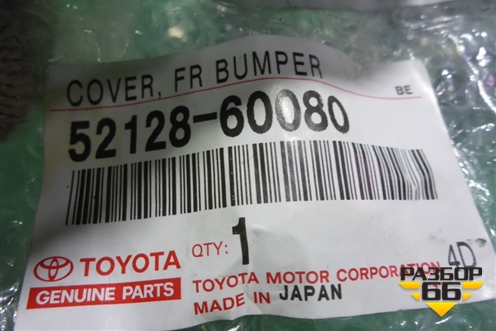 COVER, FR BUMPER
BE
52128-60080
TOYOTA
GENUINE PARTS
QTY: 1
4D
TOYOTA MOTOR CORPORATION
MADE IN JAPAN
РАЗБОР
66